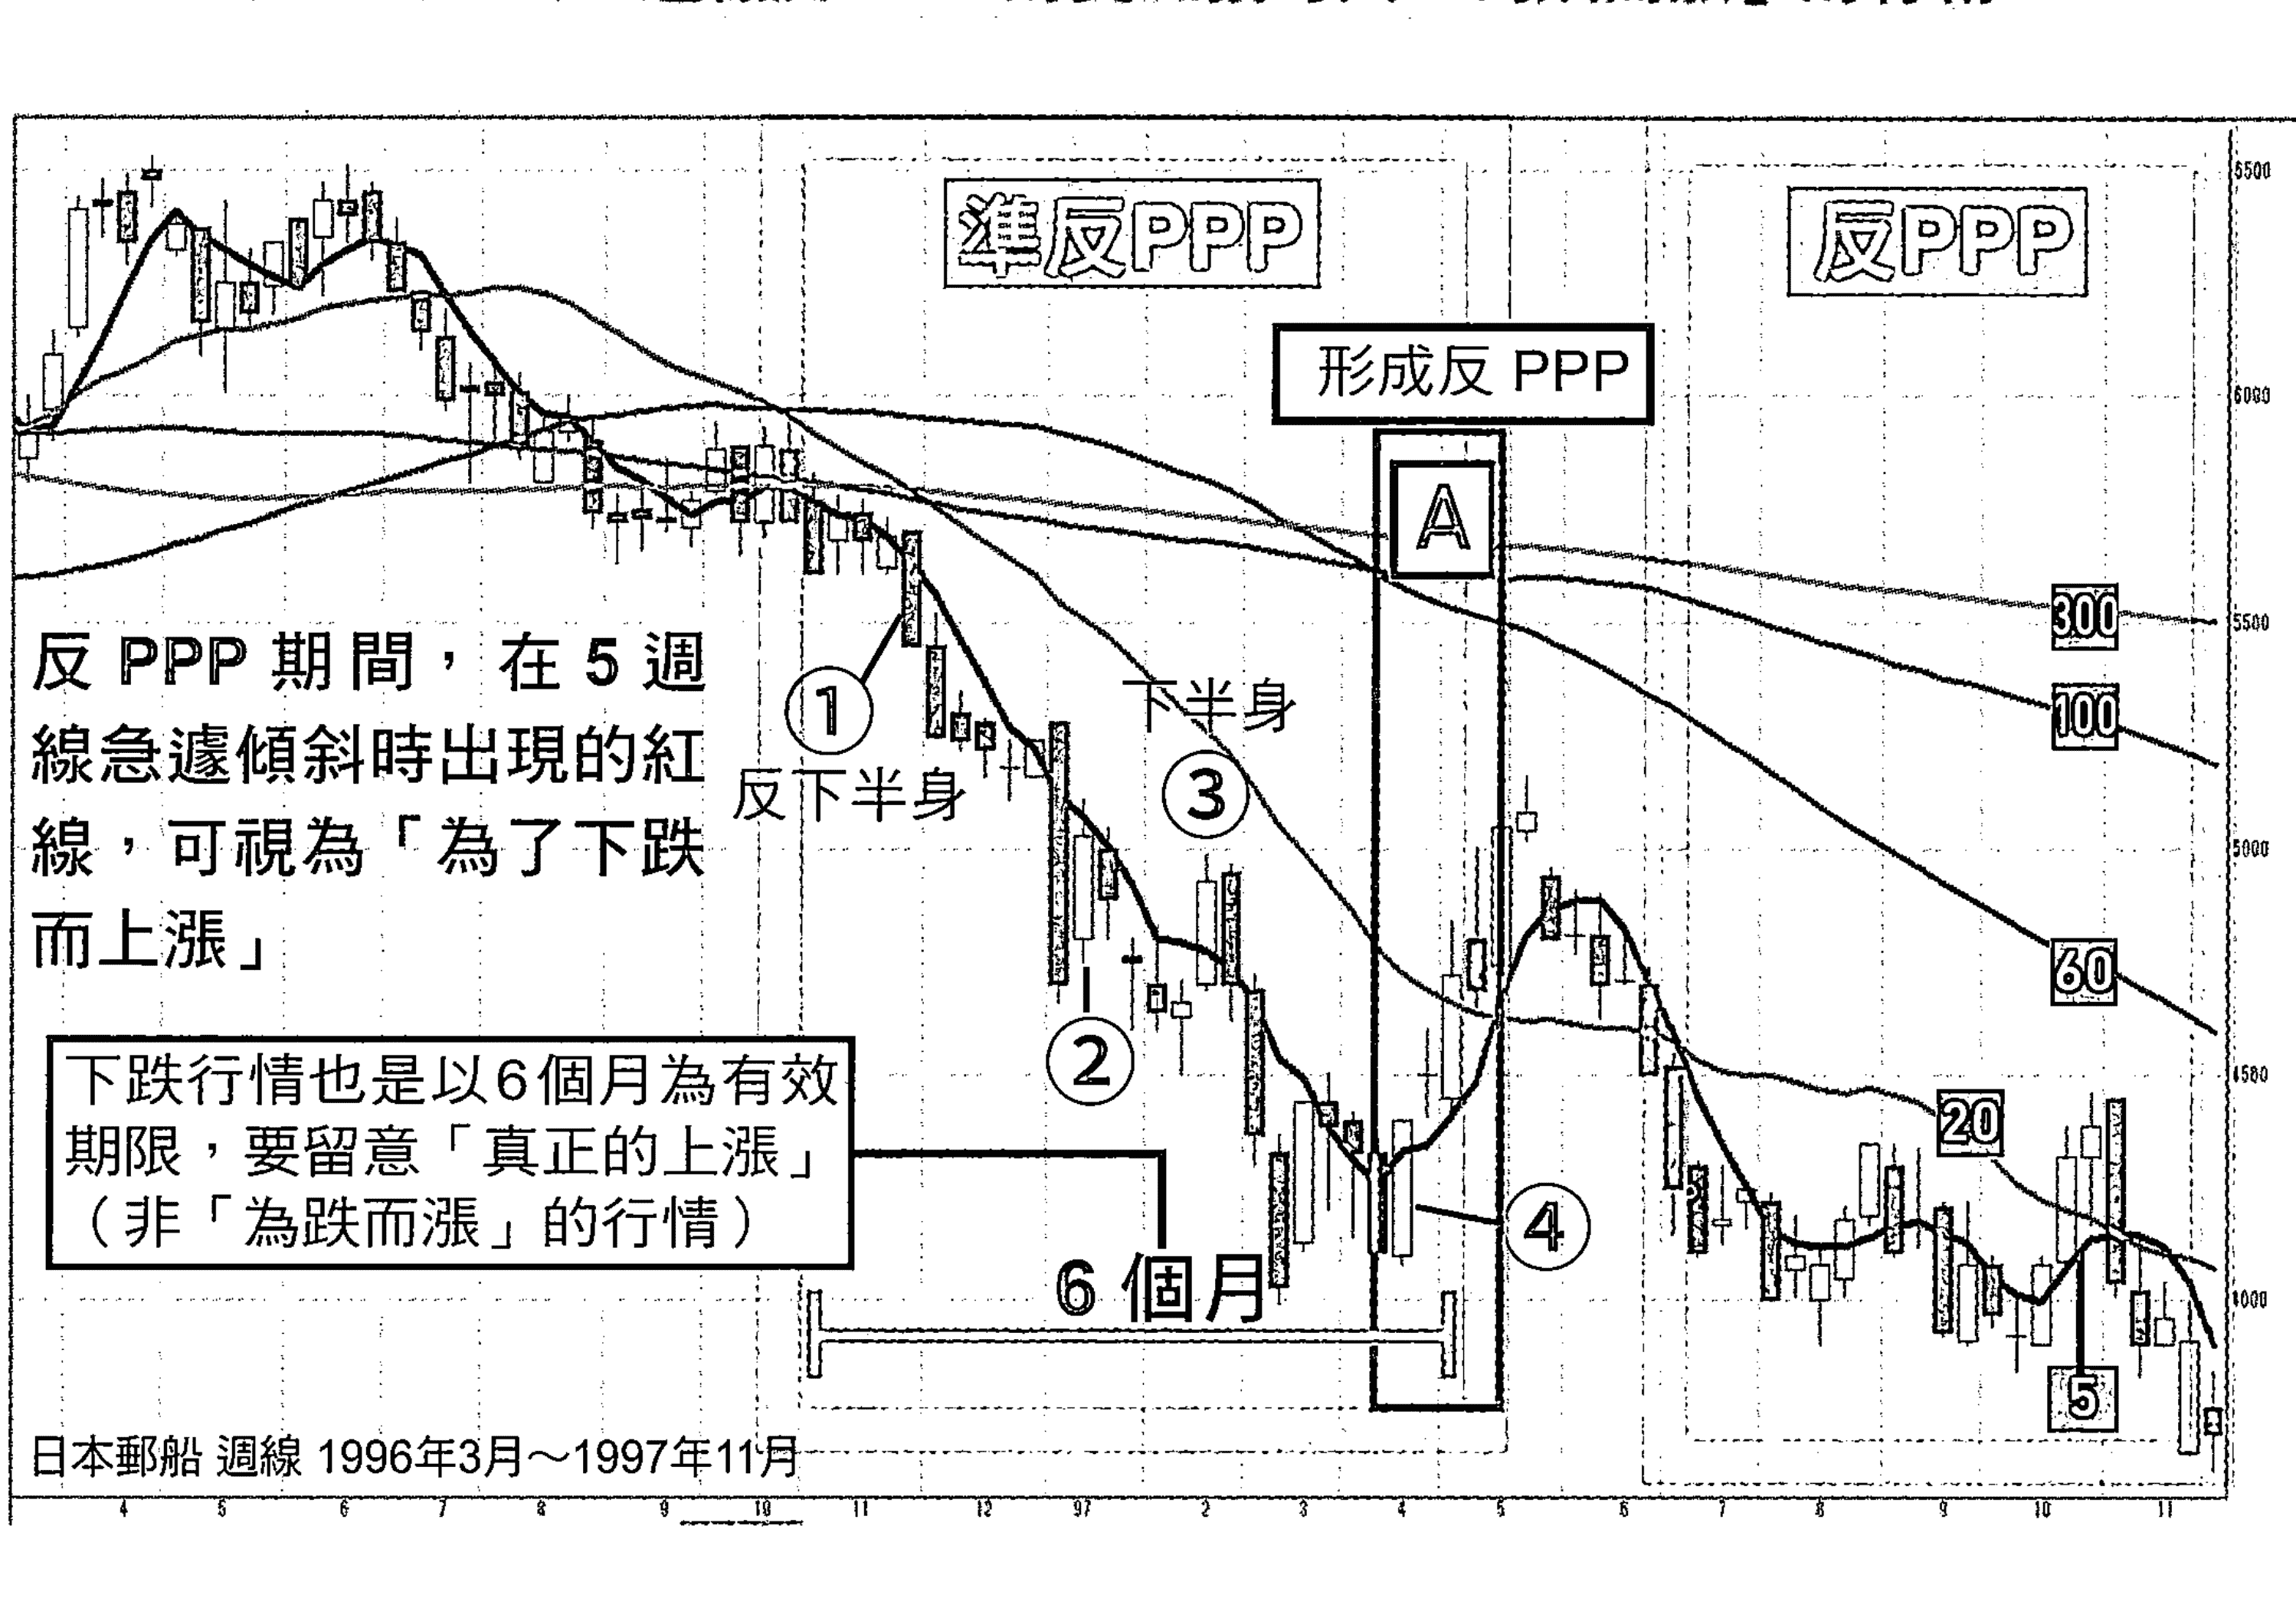 準反PPP
反PPP
形成反 PPP
A
6500
6000
5500
5000
4500
4000
300
100
60
20
5
反 PPP 期間，在 5 週
線急遽傾斜時出現的紅
線，可視為「為了下跌
而上漲」
①
反下半身
下半身
③
②
④
下跌行情也是以6個月為有效
期限，要留意「真正的上漲」
（非「為跌而漲」的行情）
6 個月
日本郵船 週線 1996年3月～1997年11月
4 5 6 7 8 9 10 11 12 97 2 3 4 5 6 7 8 9 10 11